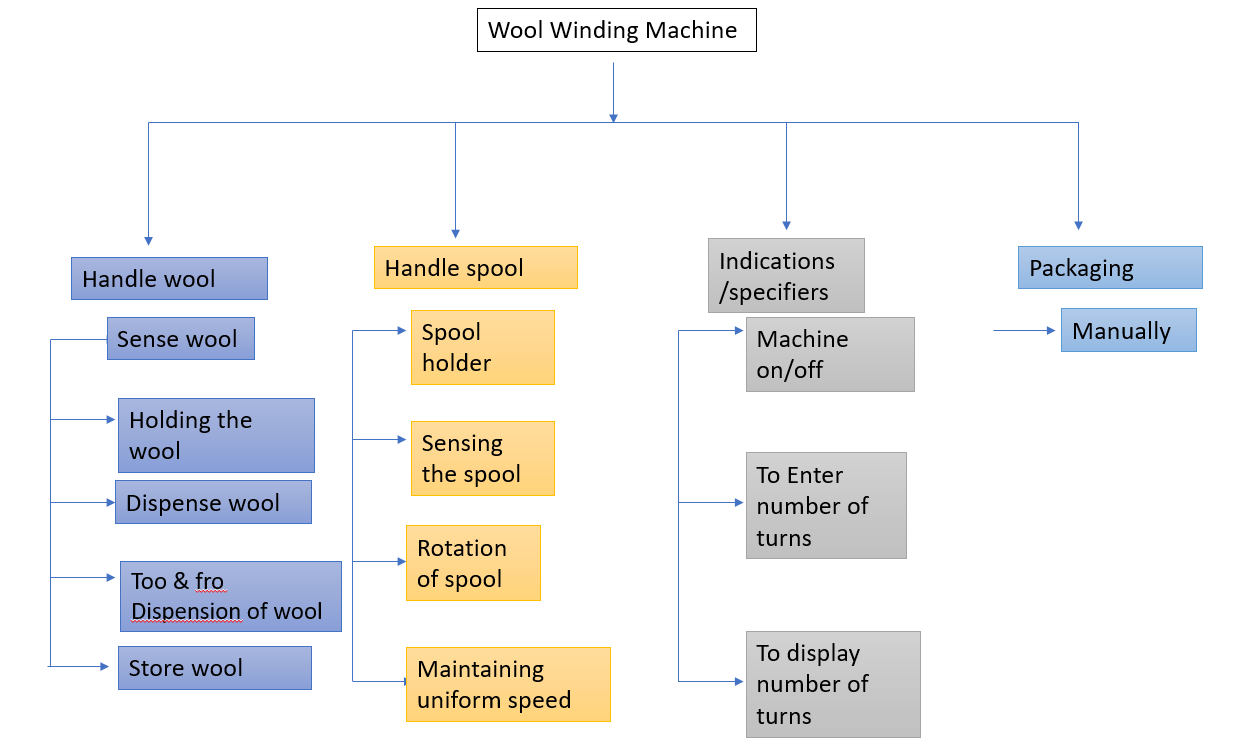 Wool Winding Machine
Handle wool
Sense wool
Holding the
wool
Dispense wool
Too & fro
Dispension of wool
Store wool
Handle spool
Spool
holder
Sensing
the spool
Rotation
of spool
Maintaining
uniform speed
Indications
/specifiers
Machine
on/off
To Enter
number of
turns
To display
number of
turns
Packaging
Manually